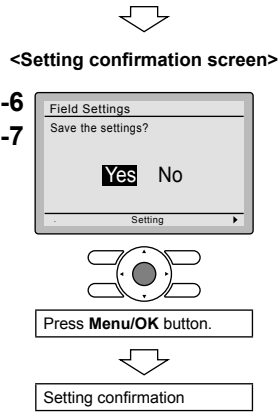 <Setting confirmation screen>
-6
Field Settings
-7
Save the settings?
Yes No
Setting
Press Menu/OK button.
Setting confirmation